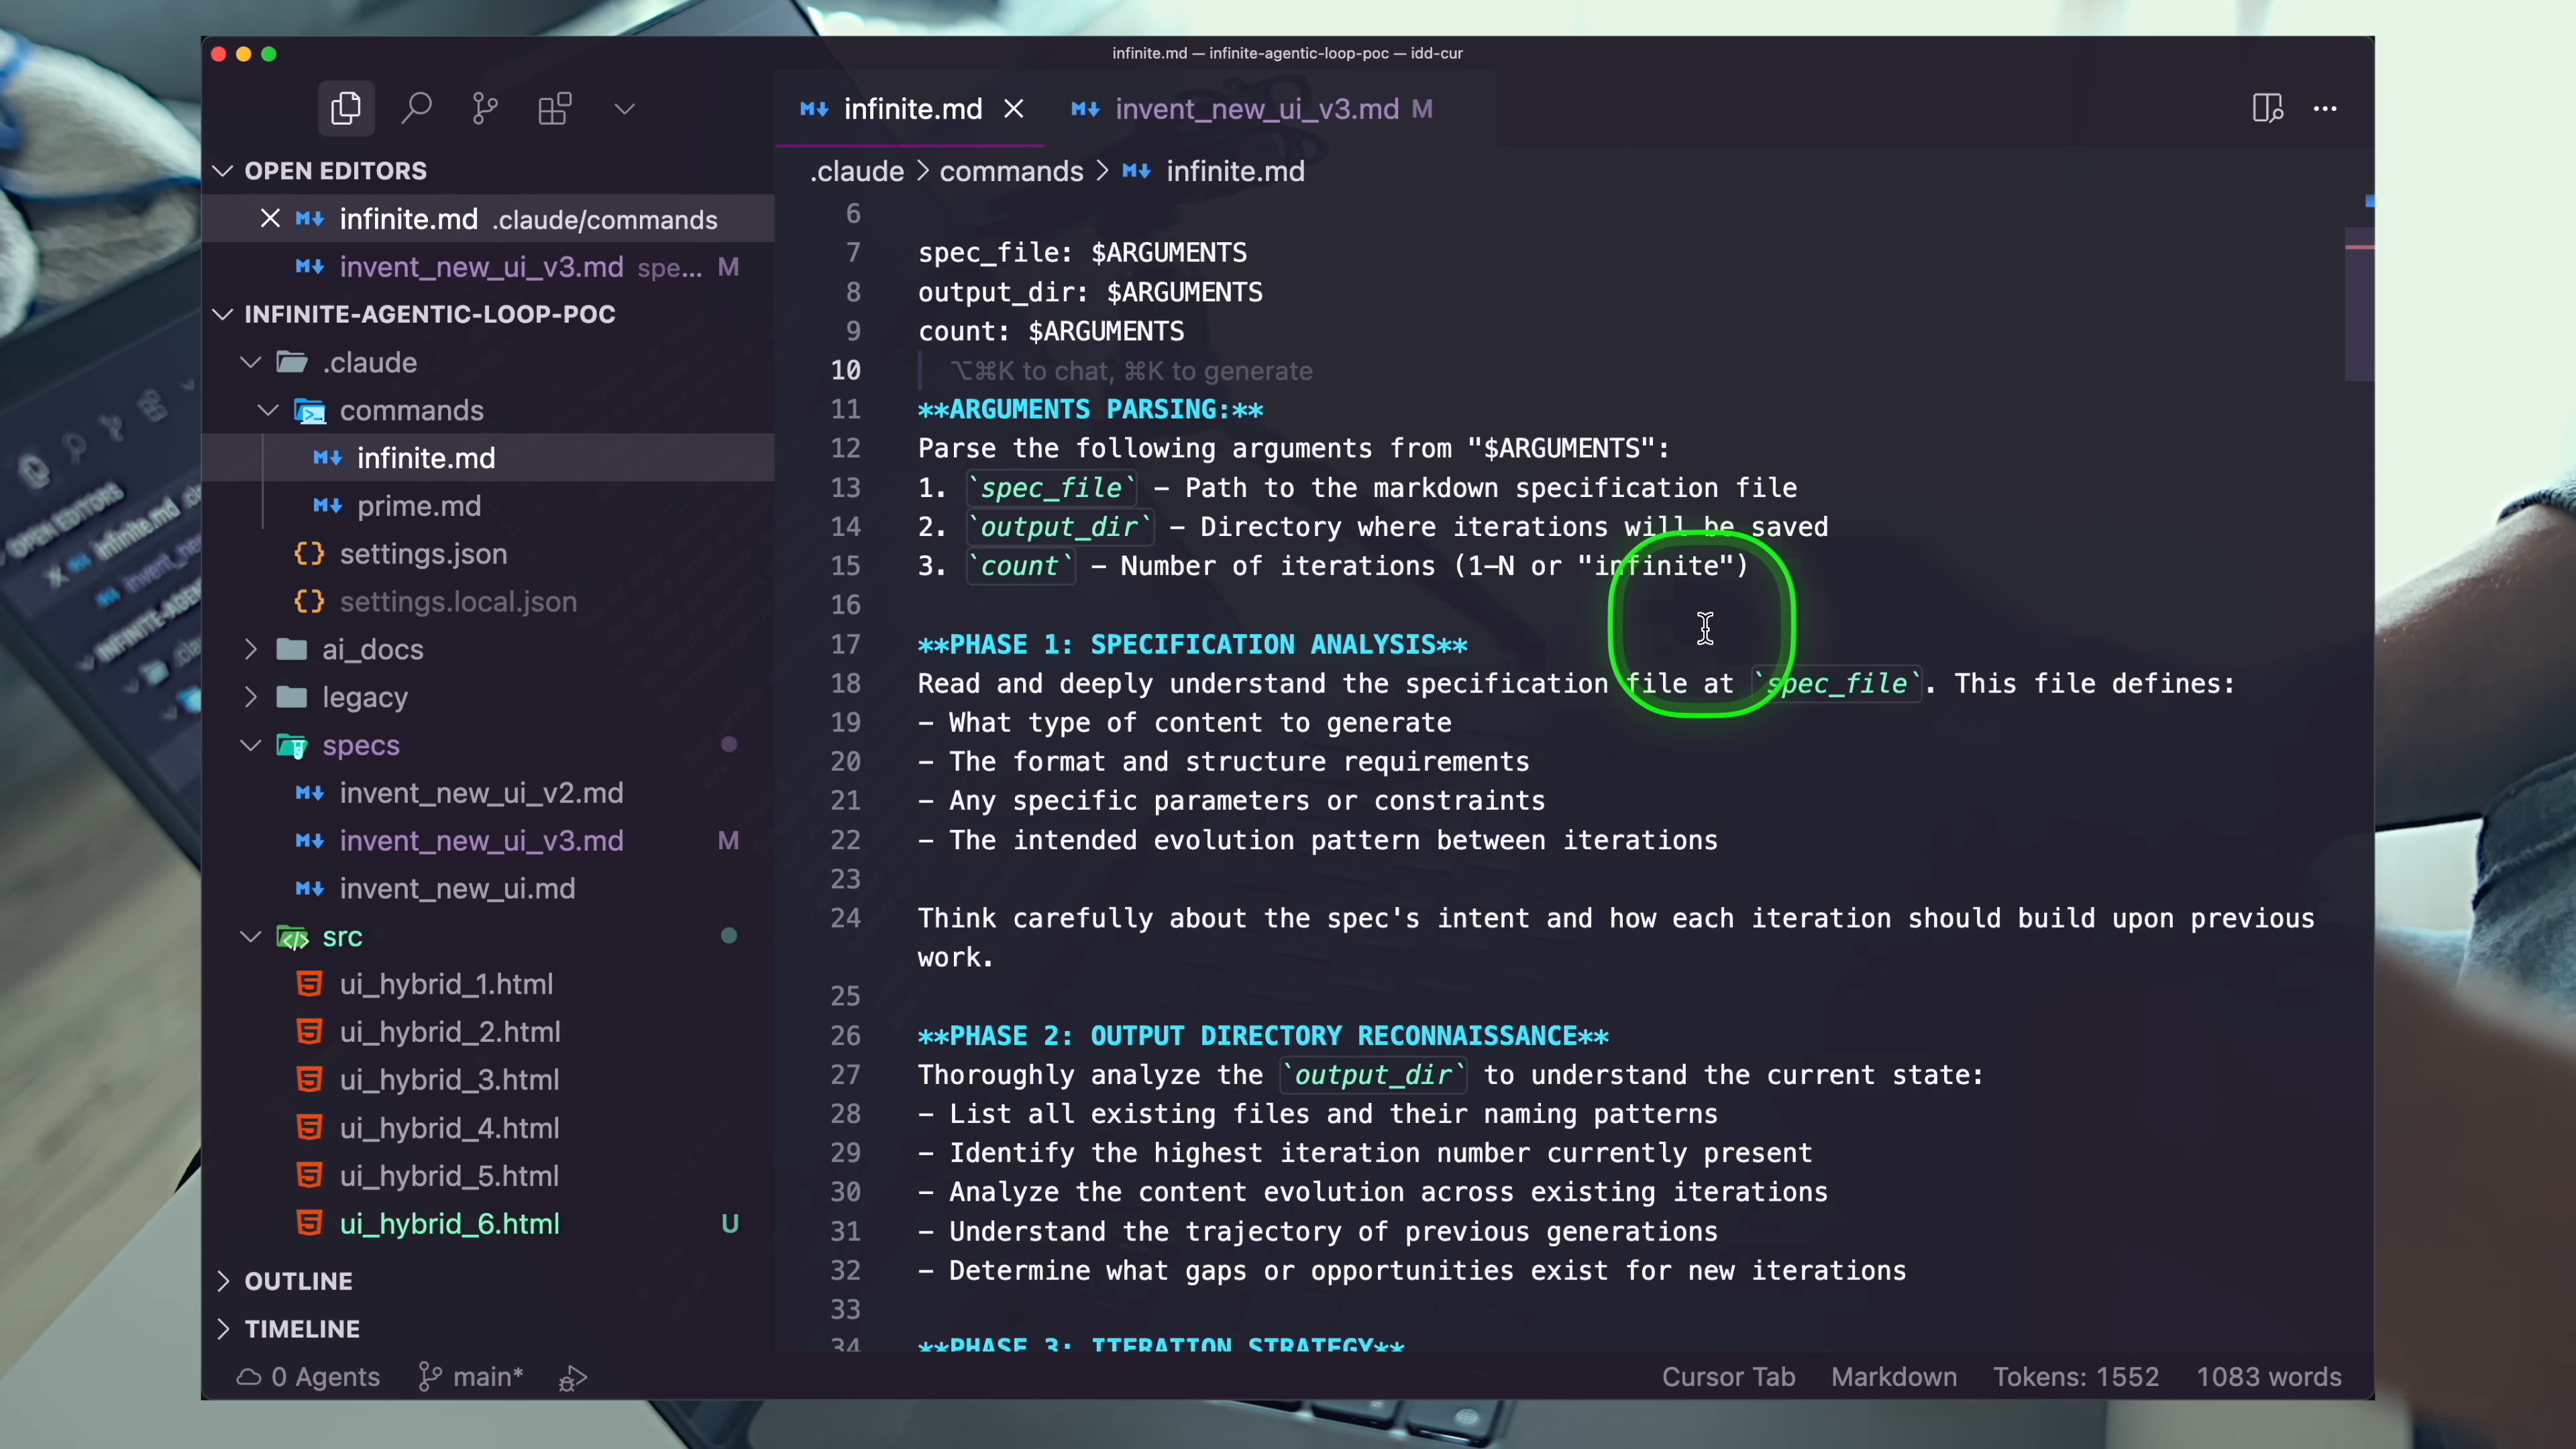 infinite.md — infinite-agentic-loop-poc — idd-cur
infinite.md
invent_new_ui_v3.md M
OPEN EDITORS
infinite.md .claude/commands
invent_new_ui_v3.md spe... M
INFINITE-AGENTIC-LOOP-POC
.claude
commands
infinite.md
prime.md
settings.json
settings.local.json
ai_docs
legacy
specs
invent_new_ui_v2.md
invent_new_ui_v3.md M
invent_new_ui.md
src
ui_hybrid_1.html
ui_hybrid_2.html
ui_hybrid_3.html
ui_hybrid_4.html
ui_hybrid_5.html
ui_hybrid_6.html U
OUTLINE
TIMELINE
.claude > commands > infinite.md
6
7 spec_file: $ARGUMENTS
8 output_dir: $ARGUMENTS
9 count: $ARGUMENTS
10 ⌥⌘K to chat, ⌘K to generate
11 **ARGUMENTS PARSING:**
12 Parse the following arguments from "$ARGUMENTS":
13 1. `spec_file` – Path to the markdown specification file
14 2. `output_dir` – Directory where iterations will be saved
15 3. `count` – Number of iterations (1–N or "infinite")
16
17 **PHASE 1: SPECIFICATION ANALYSIS**
18 Read and deeply understand the specification file at `spec_file`. This file defines:
19 – What type of content to generate
20 – The format and structure requirements
21 – Any specific parameters or constraints
22 – The intended evolution pattern between iterations
23
24 Think carefully about the spec's intent and how each iteration should build upon previous
work.
25
26 **PHASE 2: OUTPUT DIRECTORY RECONNAISSANCE**
27 Thoroughly analyze the `output_dir` to understand the current state:
28 – List all existing files and their naming patterns
29 – Identify the highest iteration number currently present
30 – Analyze the content evolution across existing iterations
31 – Understand the trajectory of previous generations
32 – Determine what gaps or opportunities exist for new iterations
33
34 **PHASE 3: ITERATION STRATEGY**
0 Agents main*
Cursor Tab Markdown Tokens: 1552 1083 words